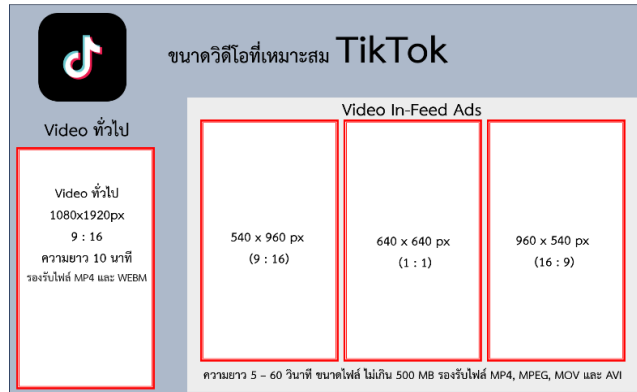 ขนาดวิดีโอที่เหมาะสม TikTok
Video ทั่วไป
Video ทั่วไป
1080x1920px
9 : 16
ความยาว 10 นาที
รองรับไฟล์ MP4 และ WEBM
Video In-Feed Ads
540 x 960 px
(9 : 16)
640 x 640 px
(1 : 1)
960 x 540 px
(16 : 9)
ความยาว 5 – 60 วินาที ขนาดไฟล์ ไม่เกิน 500 MB รองรับไฟล์ MP4, MPEG, MOV และ AVI